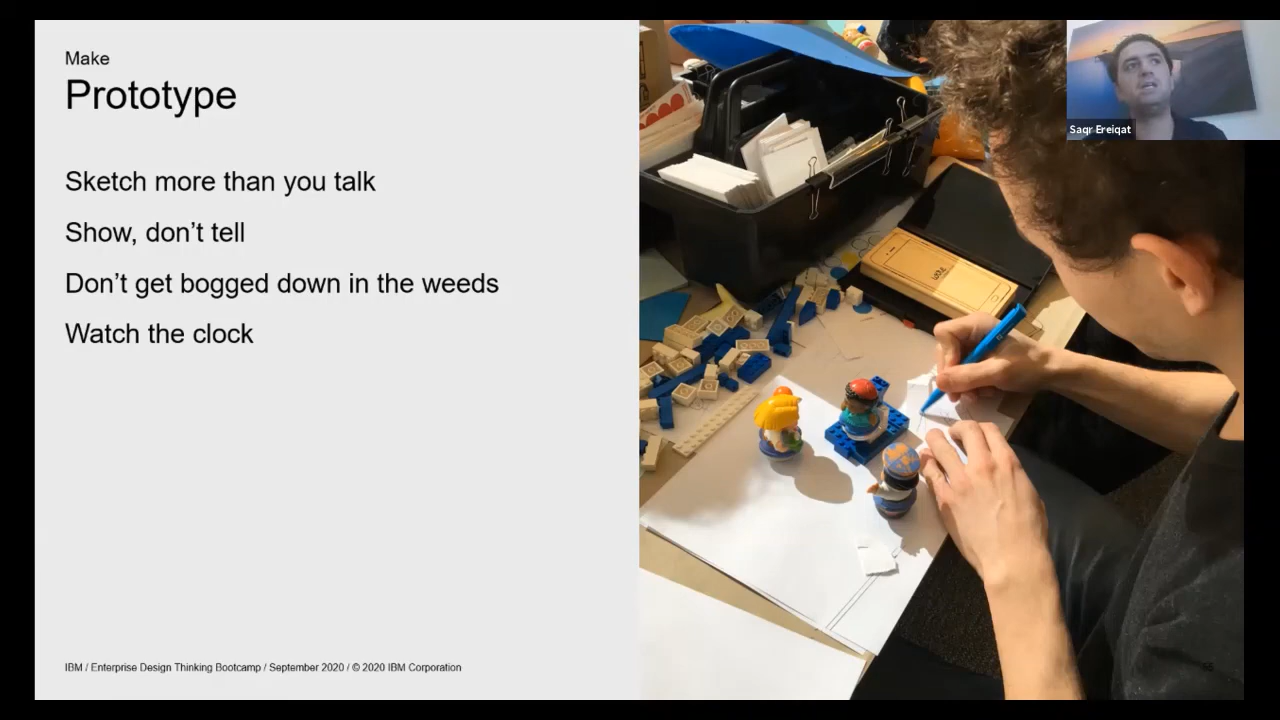 Make
Prototype
Sketch more than you talk
Show, don’t tell
Don’t get bogged down in the weeds
Watch the clock
IBM / Enterprise Design Thinking Bootcamp / September 2020 / © 2020 IBM Corporation
Saqr Ereiqat